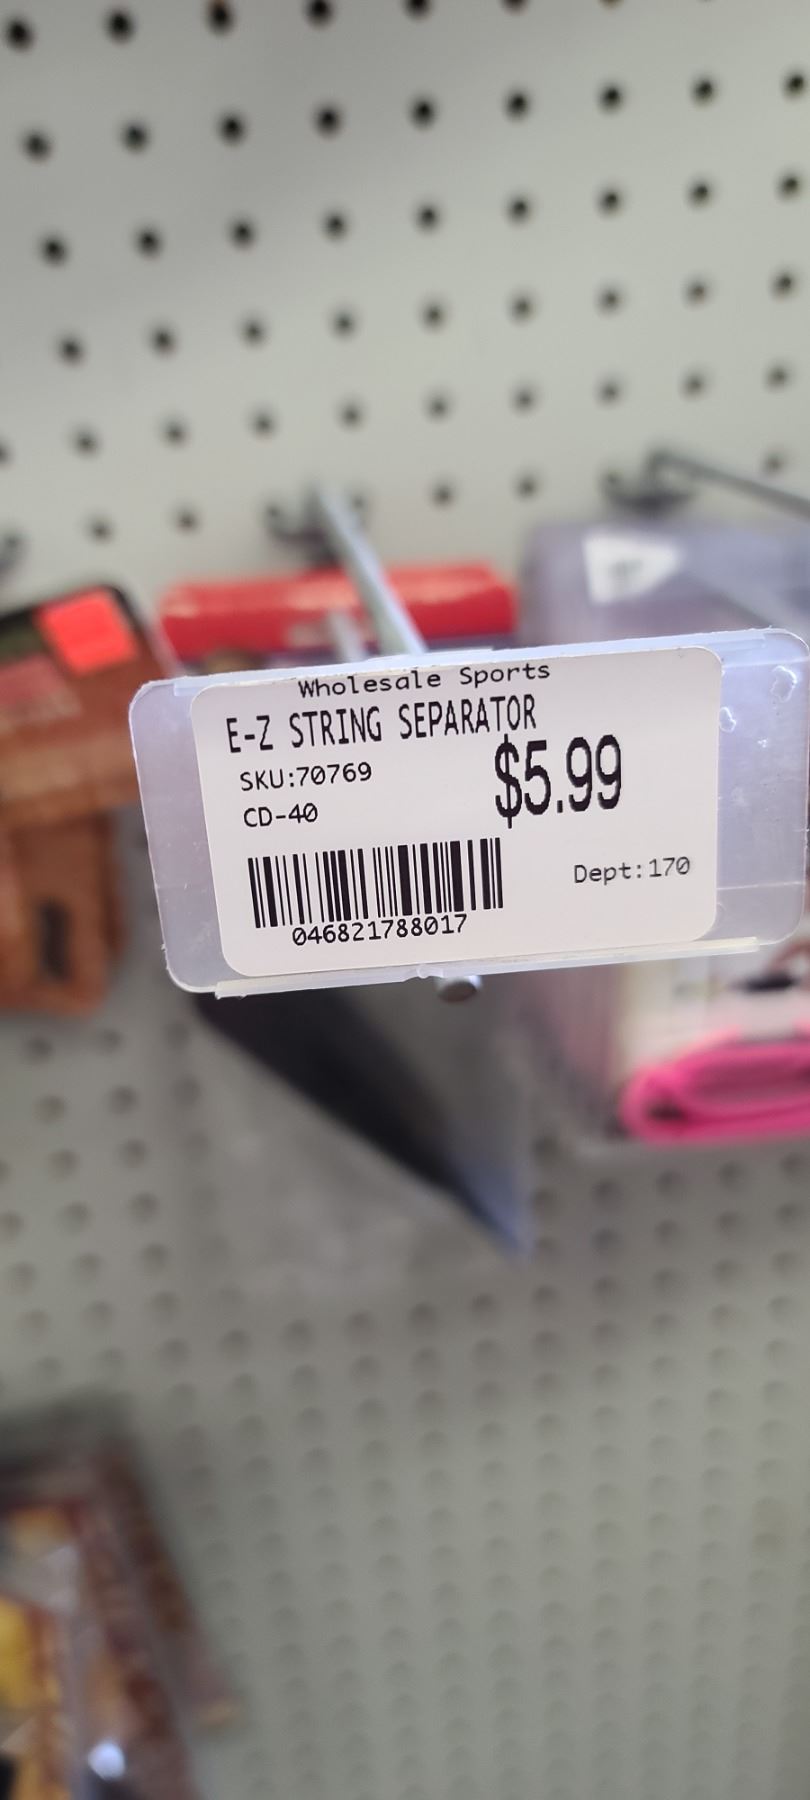 Wholesale Sports
E-Z STRING SEPARATOR
SKU:70769
$5.99
CD-40
Dept:170
046821788017